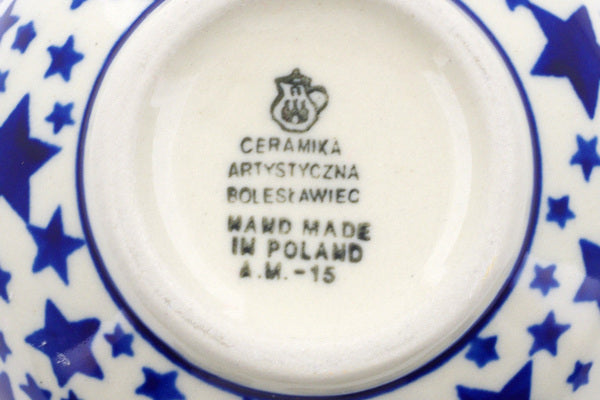 CERAMIKA
ARTYSTYCZNA
BOLESŁAWIEC
HAND MADE
IN POLAND
A.M.-15